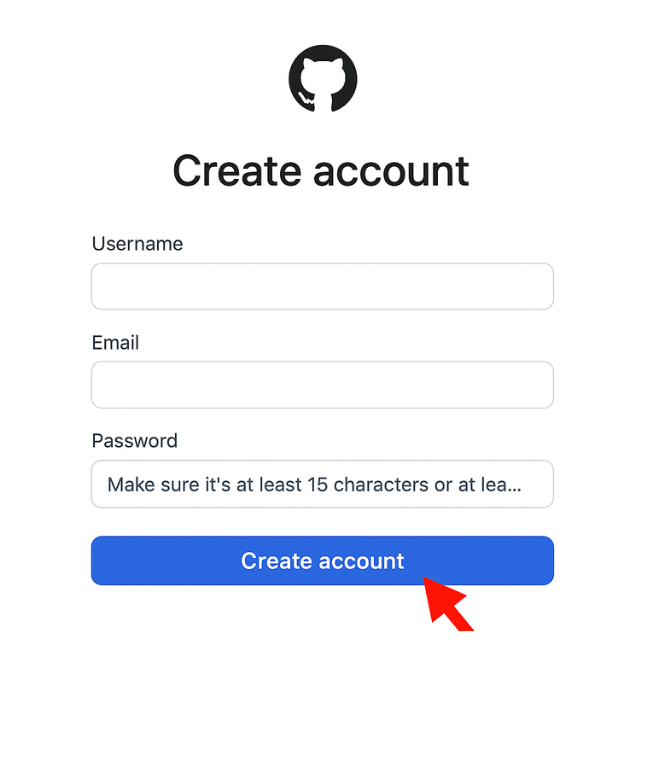 Create account
Username
Email
Password
Make sure it's at least 15 characters or at lea...
Create account